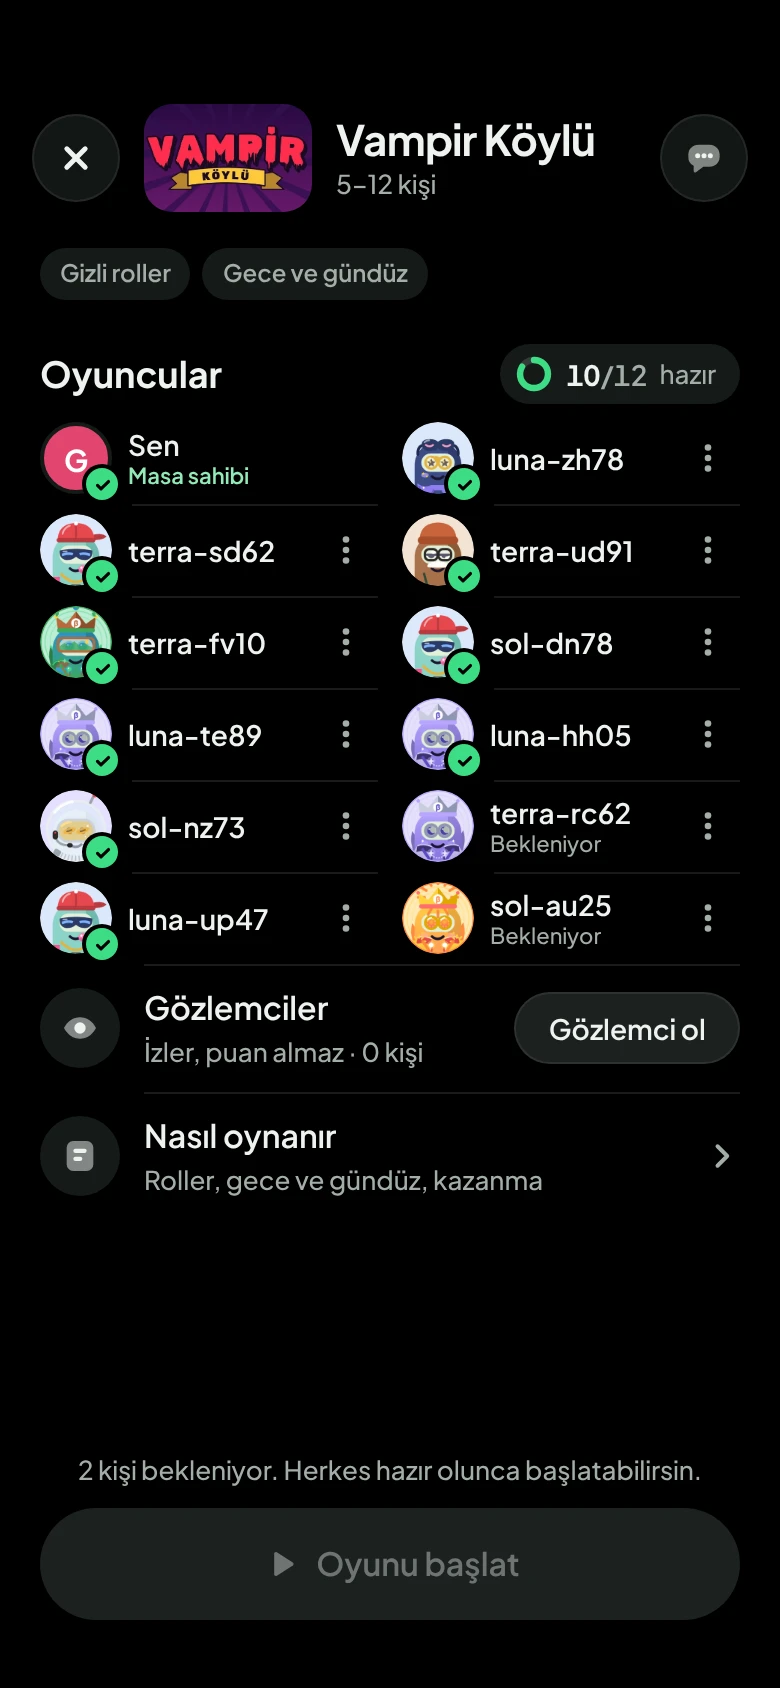 VAMPİR
KÖYLÜ
Vampir Köylü
5–12 kişi
Gizli roller
Gece ve gündüz
Oyuncular
10/12 hazır
G
Sen
Masa sahibi
luna-zh78
terra-sd62
terra-ud91
terra-fv10
sol-dn78
luna-te89
luna-hh05
sol-nz73
terra-rc62
Bekleniyor
luna-up47
sol-au25
Bekleniyor
Gözlemciler
İzler, puan almaz · 0 kişi
Gözlemci ol
Nasıl oynanır
Roller, gece ve gündüz, kazanma
2 kişi bekleniyor. Herkes hazır olunca başlatabilirsin.
Oyunu başlat